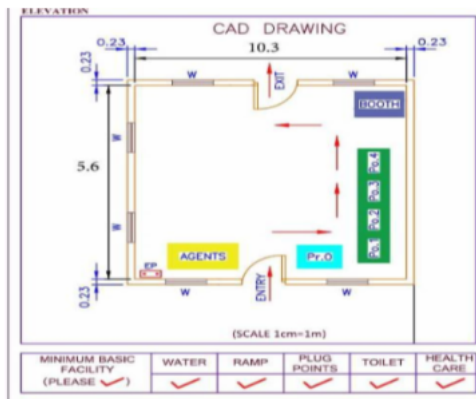 ELEVATION
CAD DRAWING
0.23
10.3
0.23
0.23
W
EXIT
W
BOOTH
W
5.6
Po.4
Po.3
Po.2
Po.1
W
EP
AGENTS
Pr.O
0.23
W
ENTRY
W
(SCALE 1cm=1m)
MINIMUM BASIC FACILITY (PLEASE ✓)
WATER
RAMP
PLUG POINTS
TOILET
HEALTH CARE